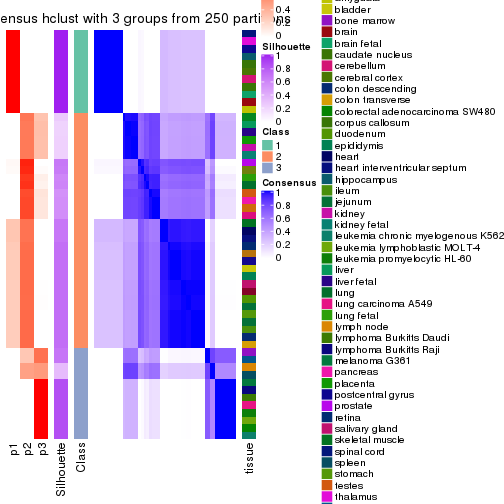 ensus hclust with 3 groups from 250 partitions
0.4
0.2
0
Silhouette
1
0.8
0.6
0.4
0.2
0
Class
1
2
3
Consensus
1
0.8
0.6
0.4
0.2
0
p1
p2
p3
Silhouette
Class
tissue
bladder
bone marrow
brain
brain fetal
caudate nucleus
cerebellum
cerebral cortex
colon descending
colon transverse
colorectal adenocarcinoma SW480
corpus callosum
duodenum
epididymis
heart
heart interventricular septum
hippocampus
ileum
jejunum
kidney
kidney fetal
leukemia chronic myelogenous K562
leukemia lymphoblastic MOLT-4
leukemia promyelocytic HL-60
liver
liver fetal
lung
lung carcinoma A549
lung fetal
lymph node
lymphoma Burkitts Daudi
lymphoma Burkitts Raji
melanoma G361
pancreas
placenta
postcentral gyrus
prostate
retina
salivary gland
skeletal muscle
spinal cord
spleen
stomach
testes
thalamus